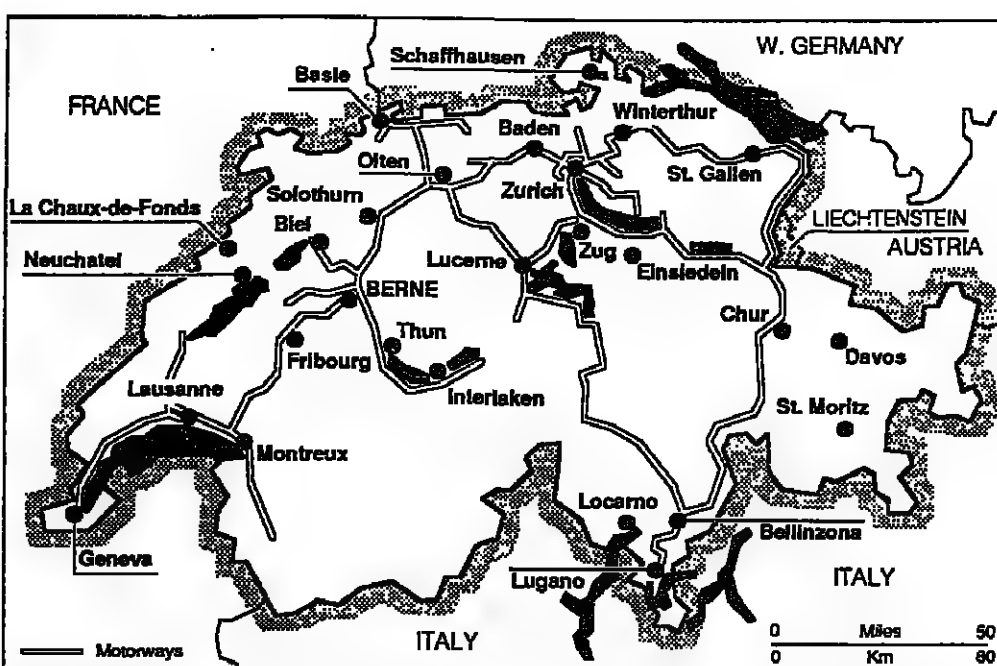 W. GERMANY
Schaffhausen
Basle
FRANCE
Winterthur
Baden
Olten
Zurich
St. Gallen
Solothurn
La Chaux-de-Fonds
Biel
LIECHTENSTEIN
Neuchatel
Lucerne
Zug
AUSTRIA
Einsiedeln
BERNE
Chur
Thun
Fribourg
Davos
Lausanne
Interlaken
St. Moritz
Montreux
Locarno
Bellinzona
Geneva
Lugano
ITALY
ITALY
0 Miles 50
Motorways
0 Km 80